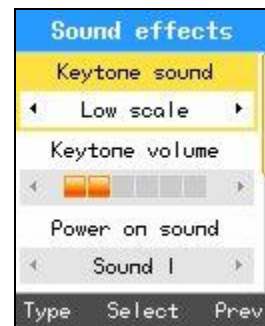 Sound effects
Keytone sound
Low scale
Keytone volume
Power on sound
Sound 1
Type Select Prev